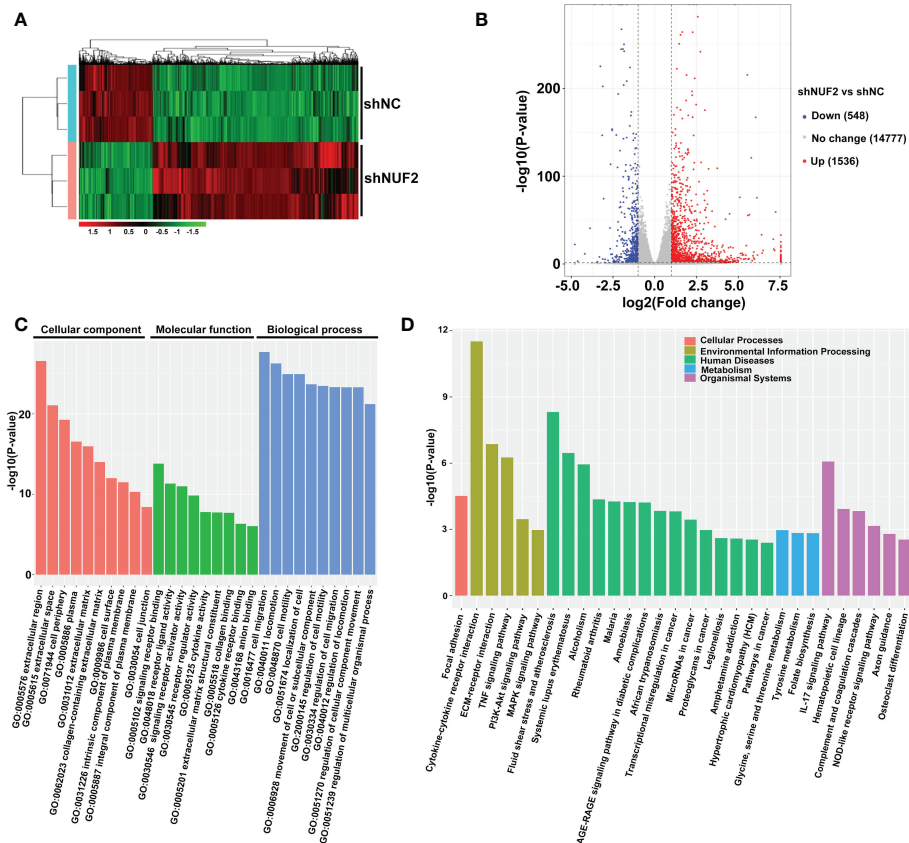 A
shNC
shNUF2
1.5 1 0.5 0 -0.5 -1 -1.5
B
-log10(P-value)
200
150
100
50
0
-5.0 -2.5 0 2.5 5.0 7.5
log2(Fold change)
shNUF2 vs shNC
Down (548)
No change (14777)
Up (1536)
C
Cellular component
Molecular function
Biological process
-log10(P-value)
20
10
0
GO:0005576 extracellular region
GO:0005615 extracellular space
GO:0071944 cell periphery
GO:0005886 plasma
GO:0062023 collagen-containing extracellular matrix
GO:0031012 extracellular matrix
GO:0009986 cell surface
GO:0031226 intrinsic component of plasma membrane
GO:0005887 integral component of plasma membrane
GO:0030054 cell junction
GO:0005102 signaling receptor binding
GO:0048018 receptor ligand activity
GO:0030545 receptor regulator activity
GO:0030546 signaling receptor activator activity
GO:0005125 cytokine activity
GO:0005201 extracellular matrix structural constituent
GO:0005518 collagen binding
GO:0005126 cytokine receptor binding
GO:0043168 anion binding
GO:0016477 cell migration
GO:0040011 locomotion
GO:0048870 cell motility
GO:0051674 localization of cell
GO:0006928 movement of cell or subcellular component
GO:2000145 regulation of cell motility
GO:0030334 regulation of cell migration
GO:0040012 regulation of locomotion
GO:0051270 regulation of cellular component movement
GO:0051239 regulation of multicellular organismal process
D
Cellular Processes
Environmental Information Processing
Human Diseases
Metabolism
Organismal Systems
-log10(P-value)
12
9
6
3
0
Focal adhesion
Cytokine-cytokine receptor interaction
ECM-receptor interaction
TNF signaling pathway
PI3K-Akt signaling pathway
MAPK signaling pathway
Fluid shear stress and atherosclerosis
Systemic lupus erythematosus
Alcoholism
Rheumatoid arthritis
Malaria
Amoebiasis
AGE-RAGE signaling pathway in diabetic complications
African trypanosomiasis
Transcriptional misregulation in cancer
MicroRNAs in cancer
Proteoglycans in cancer
Legionellosis
Amphetamine addiction
Hypertrophic cardiomyopathy (HCM)
Pathways in cancer
Glycine, serine and threonine metabolism
Tyrosine metabolism
Folate biosynthesis
IL-17 signaling pathway
Hematopoietic cell lineage
Complement and coagulation cascades
NOD-like receptor signaling pathway
Axon guidance
Osteoclast differentiation